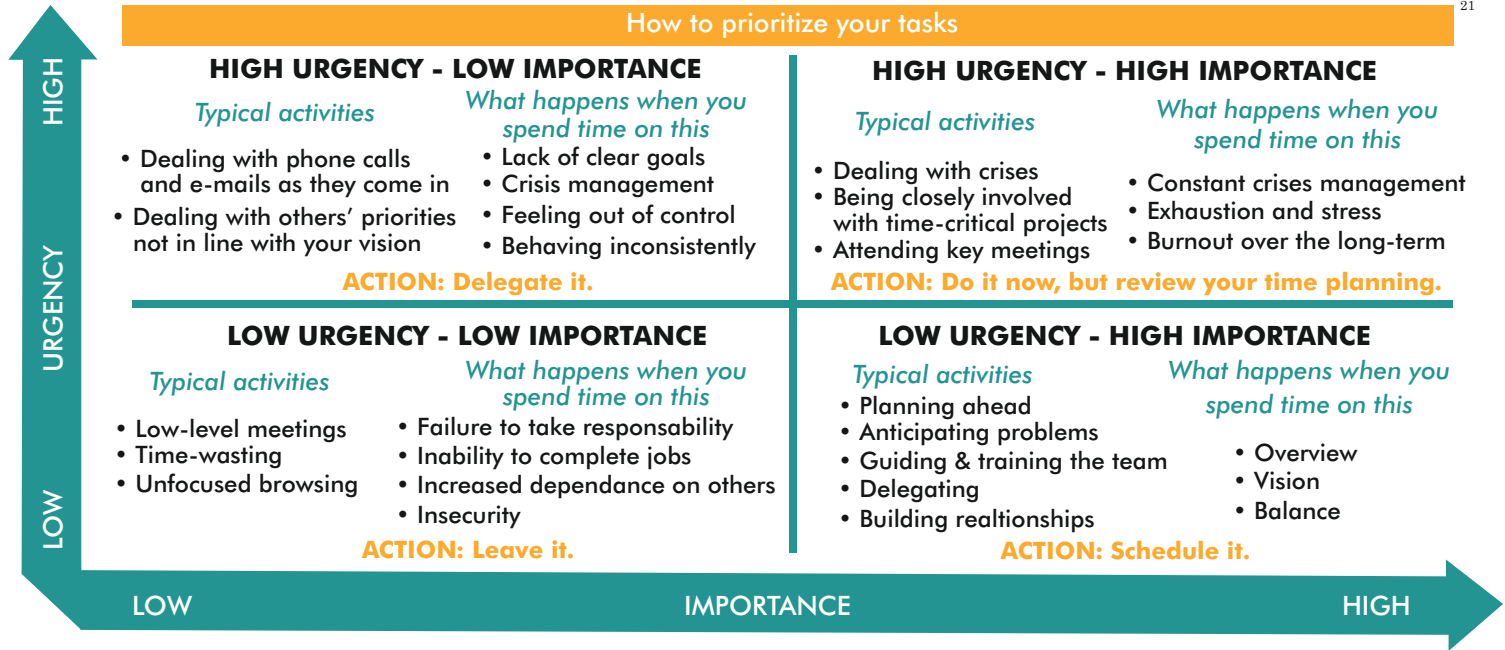 21
How to prioritize your tasks
HIGH URGENCY - LOW IMPORTANCE
Typical activities
• Dealing with phone calls
and e-mails as they come in
• Dealing with others' priorities
not in line with your vision
What happens when you
spend time on this
• Lack of clear goals
• Crisis management
• Feeling out of control
• Behaving inconsistently
ACTION: Delegate it.
HIGH URGENCY - HIGH IMPORTANCE
Typical activities
• Dealing with crises
• Being closely involved
with time-critical projects
• Attending key meetings
What happens when you
spend time on this
• Constant crises management
• Exhaustion and stress
• Burnout over the long-term
ACTION: Do it now, but review your time planning.
LOW URGENCY - LOW IMPORTANCE
Typical activities
• Low-level meetings
• Time-wasting
• Unfocused browsing
What happens when you
spend time on this
• Failure to take responsability
• Inability to complete jobs
• Increased dependance on others
• Insecurity
ACTION: Leave it.
LOW URGENCY - HIGH IMPORTANCE
Typical activities
• Planning ahead
• Anticipating problems
• Guiding & training the team
• Delegating
• Building realtionships
What happens when you
spend time on this
• Overview
• Vision
• Balance
ACTION: Schedule it.
HIGH
URGENCY
LOW
LOW IMPORTANCE HIGH